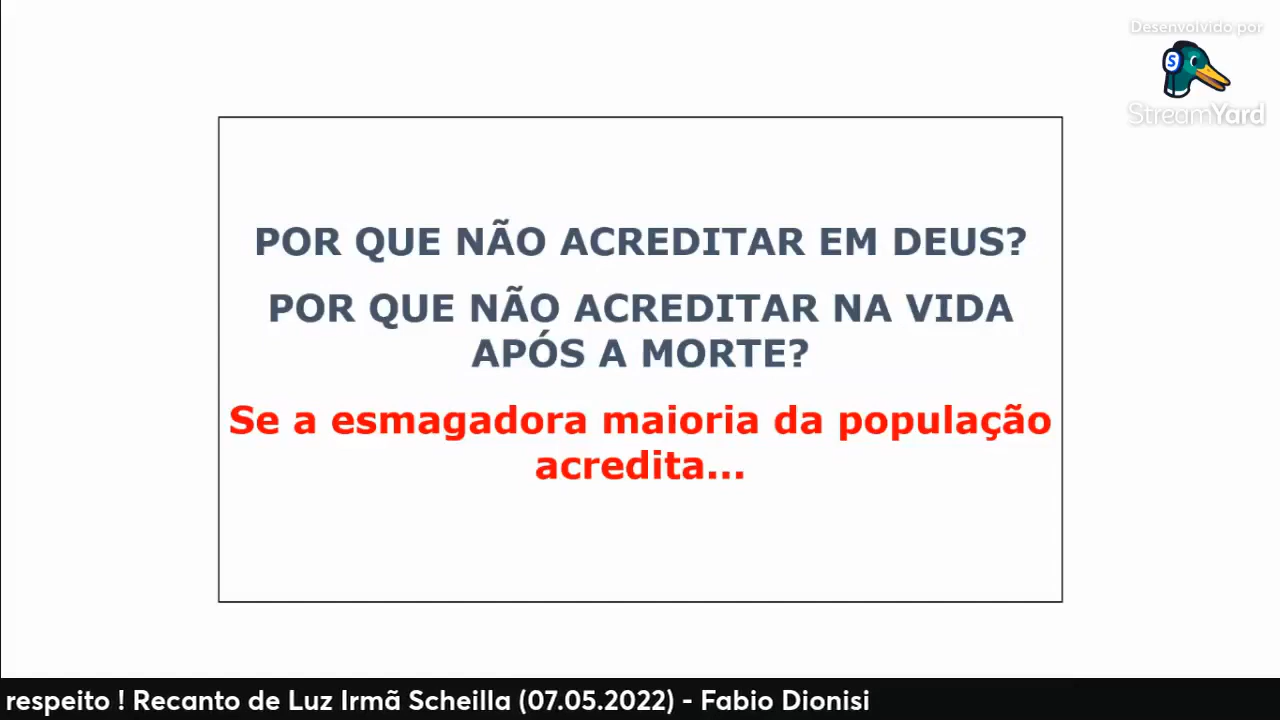 Desenvolvido por
S
StreamYard
POR QUE NÃO ACREDITAR EM DEUS?
POR QUE NÃO ACREDITAR NA VIDA
APÓS A MORTE?
Se a esmagadora maioria da população
acredita...
respeito ! Recanto de Luz Irmã Scheilla (07.05.2022) - Fabio Dionisi